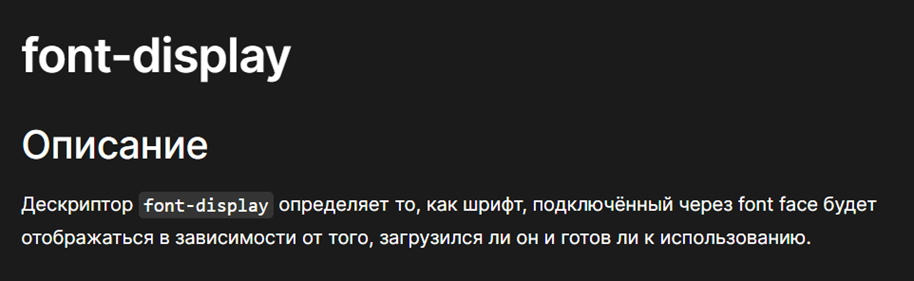 font-display
Описание
Дескриптор font-display определяет то, как шрифт, подключённый через font face будет
отображаться в зависимости от того, загрузился ли он и готов ли к использованию.